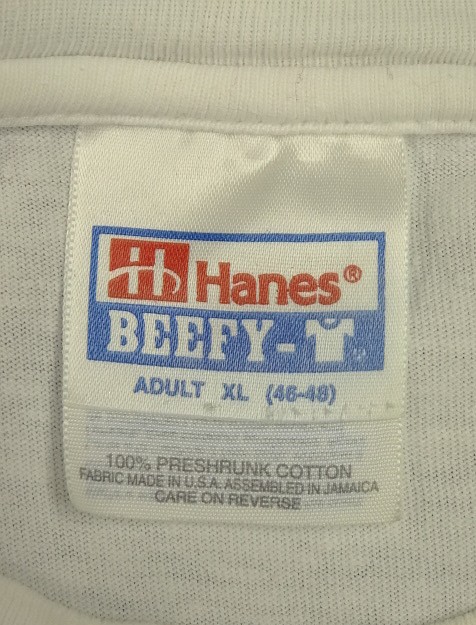 Hanes®
BEEFY-T
ADULT XL (46-48)
100% PRESHRUNK COTTON
FABRIC MADE IN U.S.A. ASSEMBLED IN JAMAICA
CARE ON REVERSE